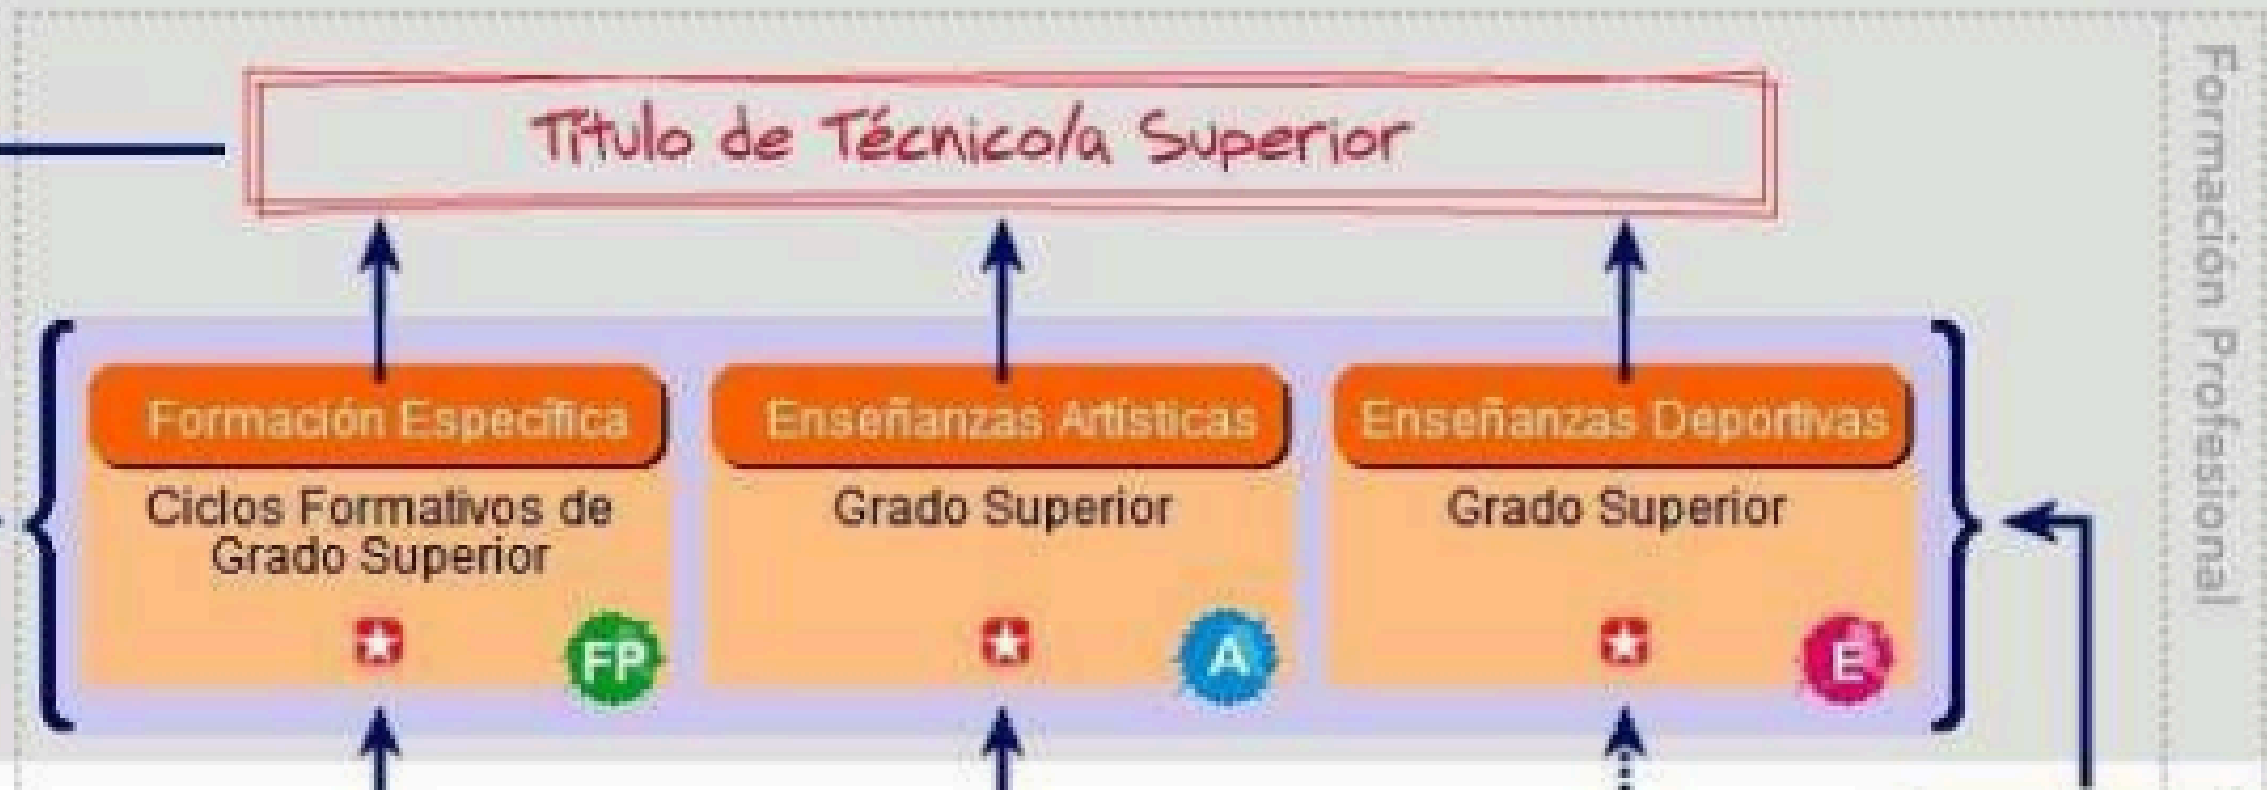 Título de Técnico/a Superior
Formación Específica
Ciclos Formativos de
Grado Superior
FP
Enseñanzas Artísticas
Grado Superior
A
Enseñanzas Deportivas
Grado Superior
E
Formación Profesional